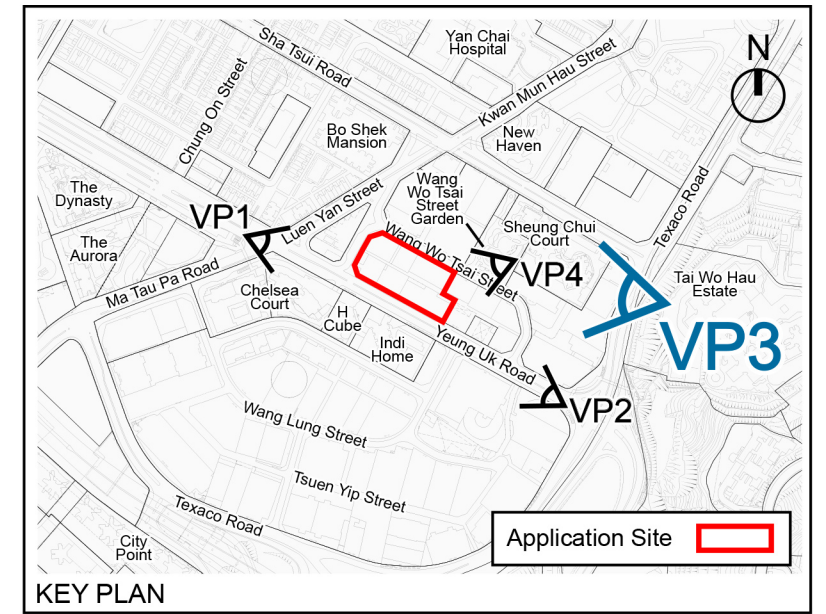 Yan Chai
Hospital
N
Sha Tsui Road
Kwan Mun Hau Street
Chung On Street
Bo Shek
Mansion
New
Haven
The
Dynasty
Wang
Wo Tsai
Street
Garden
Texaco Road
VP1
Luen Yan Street
Sheung Chui
Court
The
Aurora
Wang Wo Tsai Street
VP4
Tai Wo Hau
Estate
Ma Tau Pa Road
Chelsea
Court
H
Cube
Indi
Home
Yeung Uk Road
VP3
VP2
Wang Lung Street
Tsuen Yip Street
Texaco Road
City
Point
Application Site
KEY PLAN